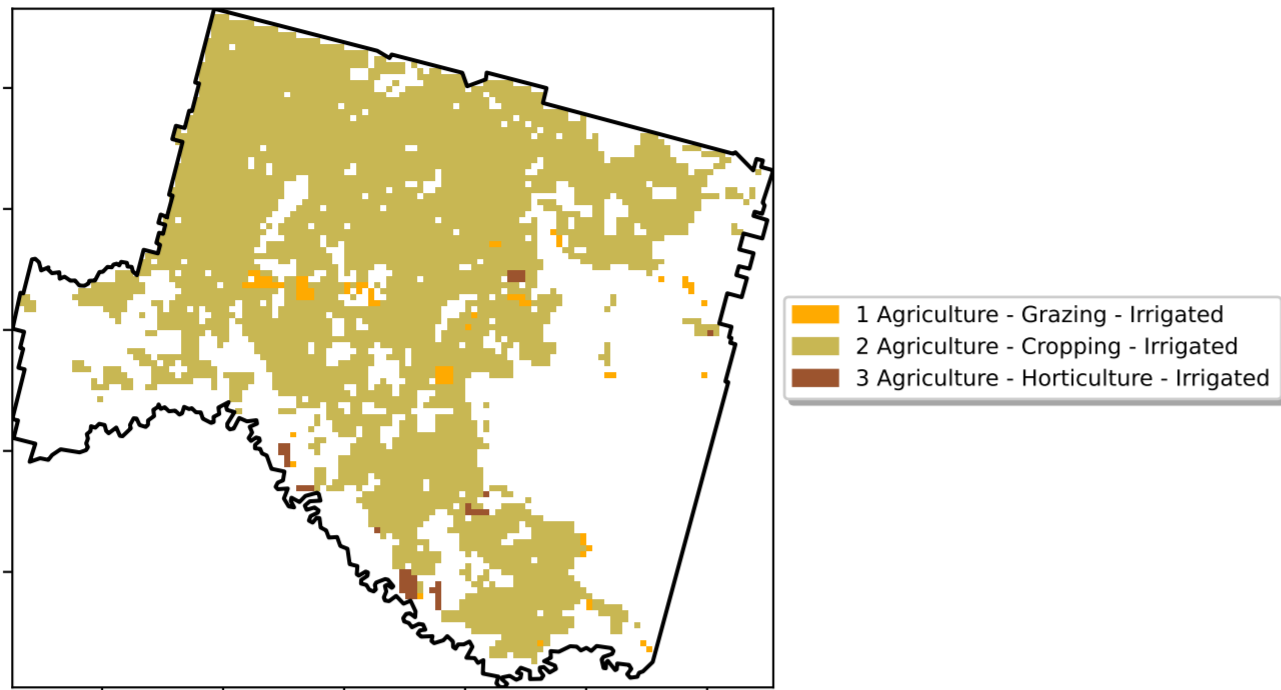 1 Agriculture - Grazing - Irrigated
2 Agriculture - Cropping - Irrigated
3 Agriculture - Horticulture - Irrigated